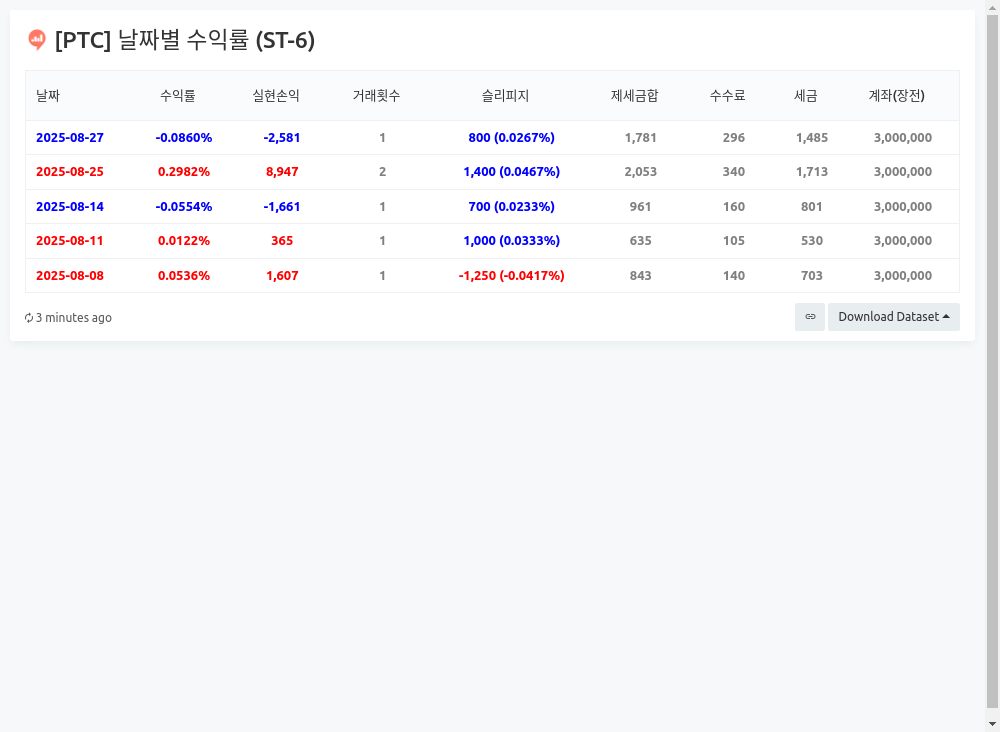 [PTC] 날짜별 수익률 (ST-6)
날짜 수익률 실현손익 거래횟수 슬리피지 제세금합 수수료 세금 계좌(장전)
2025-08-27 -0.0860% -2,581 1 800 (0.0267%) 1,781 296 1,485 3,000,000
2025-08-25 0.2982% 8,947 2 1,400 (0.0467%) 2,053 340 1,713 3,000,000
2025-08-14 -0.0554% -1,661 1 700 (0.0233%) 961 160 801 3,000,000
2025-08-11 0.0122% 365 1 1,000 (0.0333%) 635 105 530 3,000,000
2025-08-08 0.0536% 1,607 1 -1,250 (-0.0417%) 843 140 703 3,000,000
3 minutes ago Download Dataset